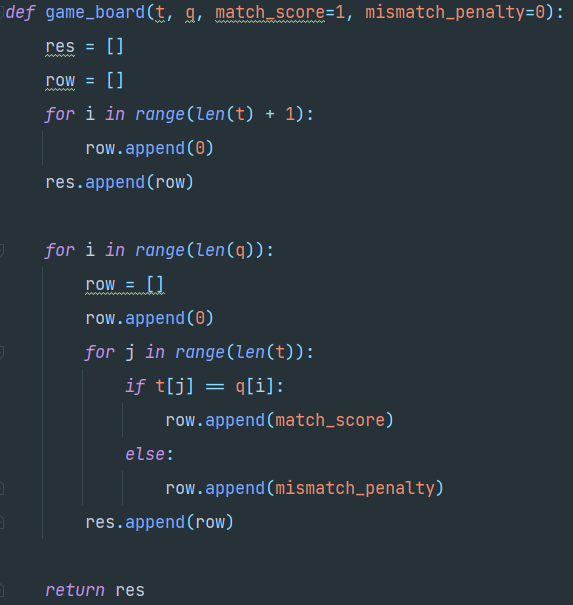 def game_board(t, q, match_score=1, mismatch_penalty=0):
    res = []
    row = []
    for i in range(len(t) + 1):
        row.append(0)
    res.append(row)

    for i in range(len(q)):
        row = []
        row.append(0)
        for j in range(len(t)):
            if t[j] == q[i]:
                row.append(match_score)
            else:
                row.append(mismatch_penalty)
        res.append(row)

    return res